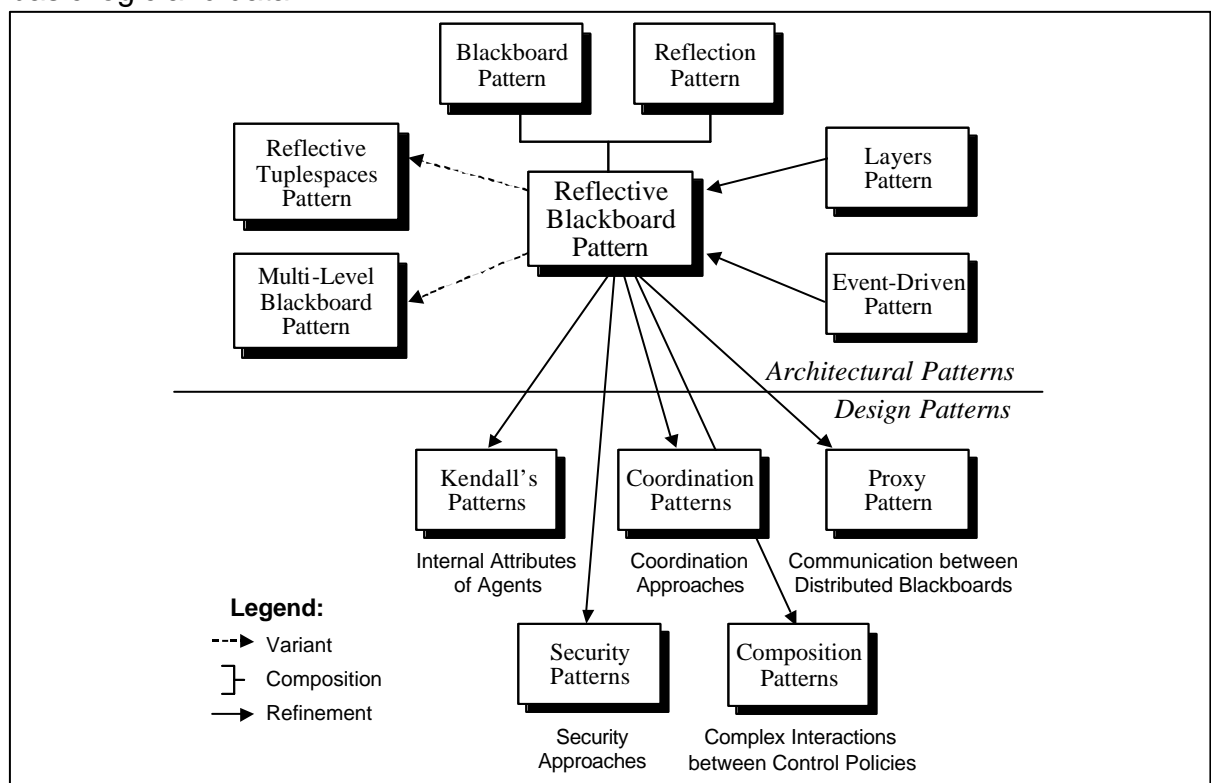 Blackboard
Pattern
Reflection
Pattern
Reflective
Tuplespaces
Pattern
Layers
Pattern
Reflective
Blackboard
Pattern
Multi-Level
Blackboard
Pattern
Event-Driven
Pattern
Architectural Patterns
Design Patterns
Kendall's
Patterns
Coordination
Patterns
Proxy
Pattern
Internal Attributes
of Agents
Coordination
Approaches
Communication between
Distributed Blackboards
Legend:
Variant
Composition
Refinement
Security
Patterns
Composition
Patterns
Security
Approaches
Complex Interactions
between Control Policies